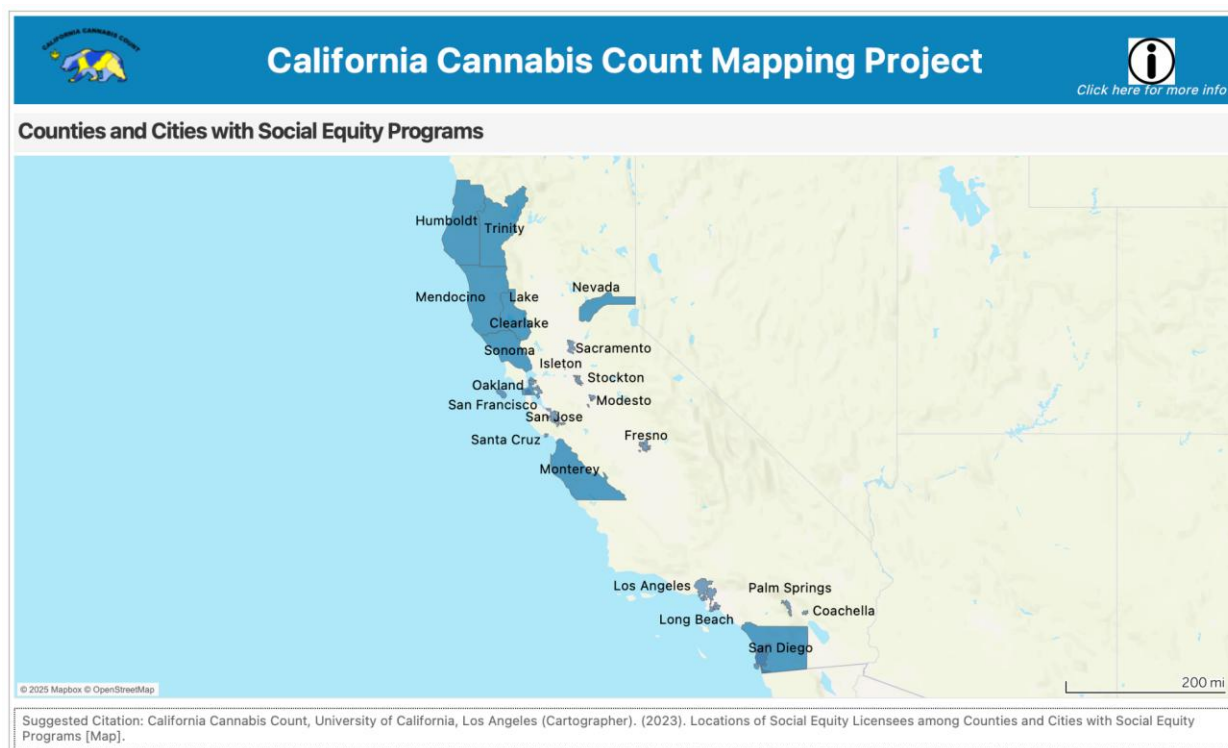 CALIFORNIA CANNABIS COUNT
California Cannabis Count Mapping Project
i
Click here for more info
Counties and Cities with Social Equity Programs
Humboldt
Trinity
Mendocino
Lake
Nevada
Clearlake
Sonoma
Sacramento
Isleton
Oakland
Stockton
San Francisco
Modesto
San Jose
Santa Cruz
Fresno
Monterey
Los Angeles
Palm Springs
Long Beach
Coachella
San Diego
© 2025 Mapbox © OpenStreetMap
200 mi
Suggested Citation: California Cannabis Count, University of California, Los Angeles (Cartographer). (2023). Locations of Social Equity Licensees among Counties and Cities with Social Equity
Programs [Map].